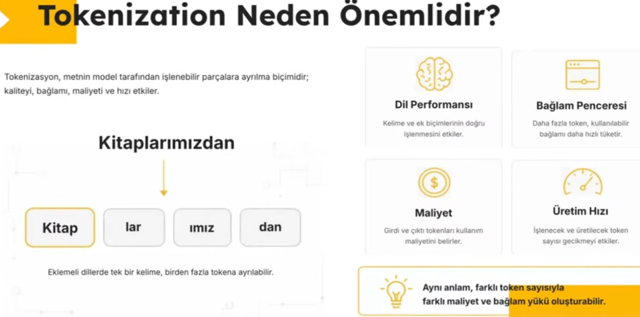 Tokenization Neden Önemlidir?
Tokenizasyon, metnin model tarafından işlenebilir parçalara ayrılma biçimidir;
kaliteyi, bağlamı, maliyeti ve hızı etkiler.
Kitaplarımızdan
Kitap
lar
ımız
dan
Eklemeli dillerde tek bir kelime, birden fazla tokena ayrılabilir.
Dil Performansı
Kelime ve ek biçimlerinin doğru
işlenmesini etkiler.
Bağlam Penceresi
Daha fazla token, kullanılabilir
bağlamı daha hızlı tüketir.
Maliyet
Girdi ve çıktı tokenları kullanım
maliyetini belirler.
Üretim Hızı
İşlenecek ve üretilecek token
sayısı gecikmeyi etkiler.
Aynı anlam, farklı token sayısıyla
farklı maliyet ve bağlam yükü oluşturabilir.